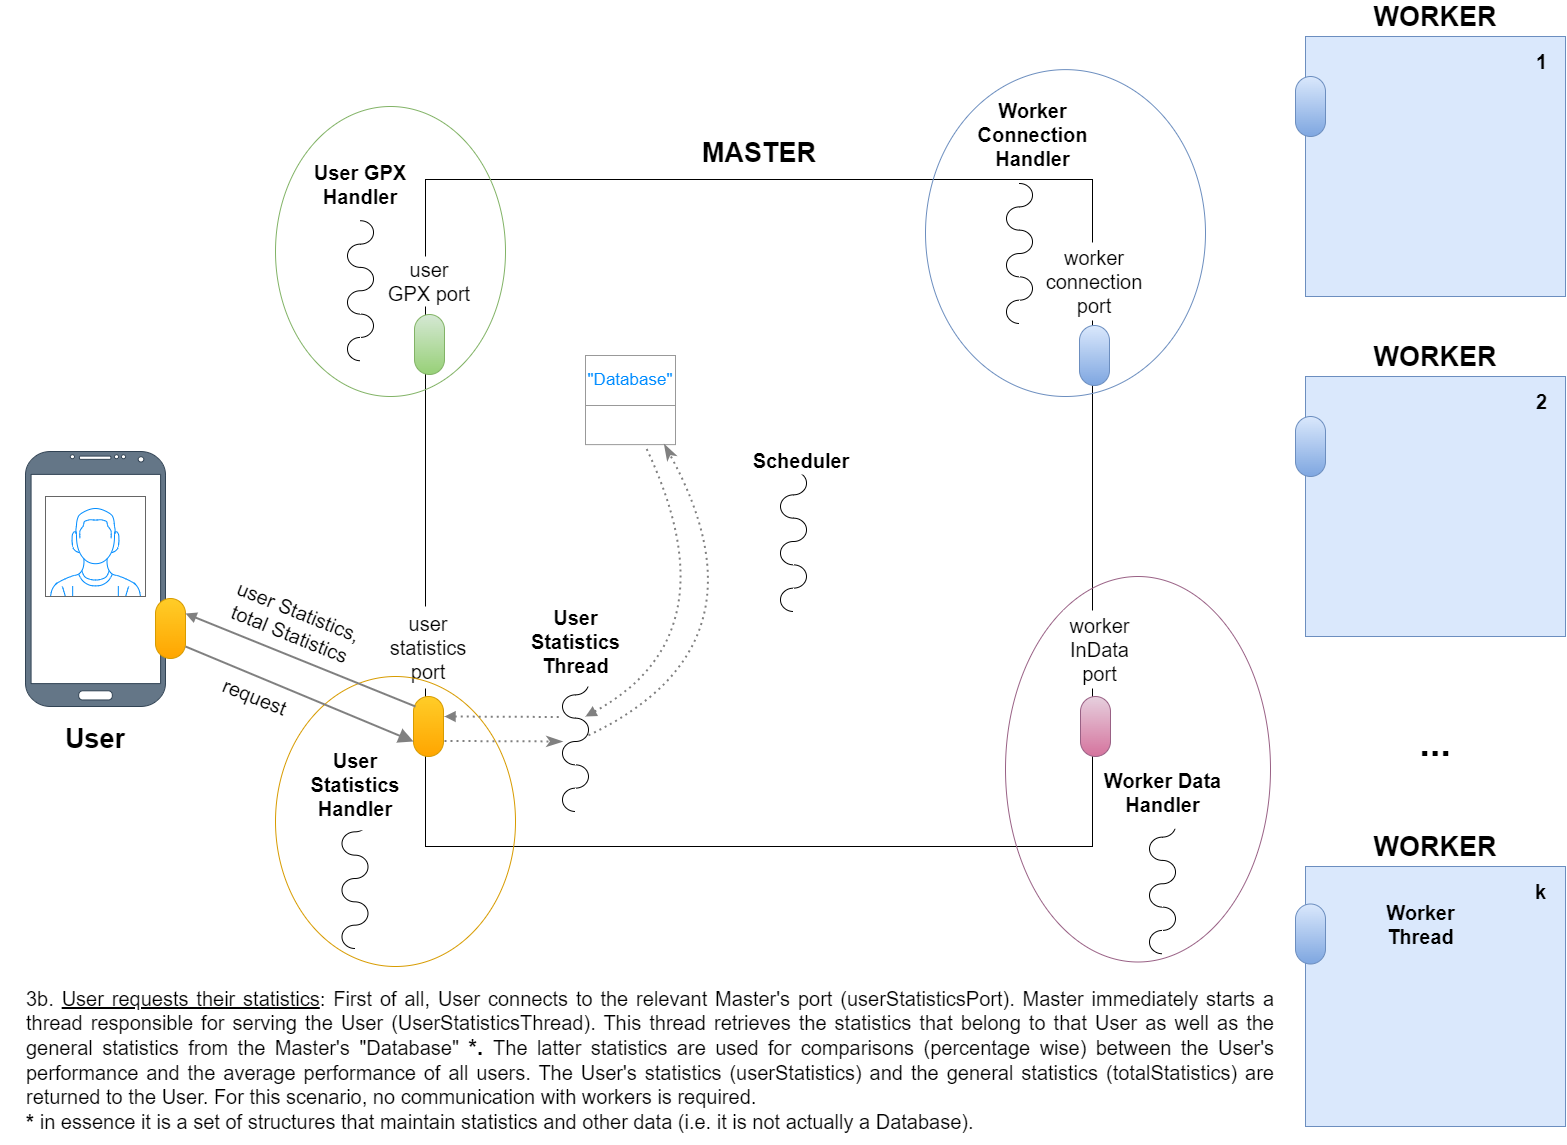 WORKER
1
Worker
Connection
Handler
MASTER
User GPX
Handler
user
GPX port
worker
connection
port
WORKER
2
"Database"
Scheduler
user Statistics,
total Statistics
request
User
user
statistics
port
User
Statistics
Thread
worker
InData
port
User
Statistics
Handler
Worker Data
Handler
...
WORKER
k
Worker
Thread
3b. User requests their statistics: First of all, User connects to the relevant Master's port (userStatisticsPort). Master immediately starts a
thread responsible for serving the User (UserStatisticsThread). This thread retrieves the statistics that belong to that User as well as the
general statistics from the Master's "Database" *. The latter statistics are used for comparisons (percentage wise) between the User's
performance and the average performance of all users. The User's statistics (userStatistics) and the general statistics (totalStatistics) are
returned to the User. For this scenario, no communication with workers is required.
* in essence it is a set of structures that maintain statistics and other data (i.e. it is not actually a Database).